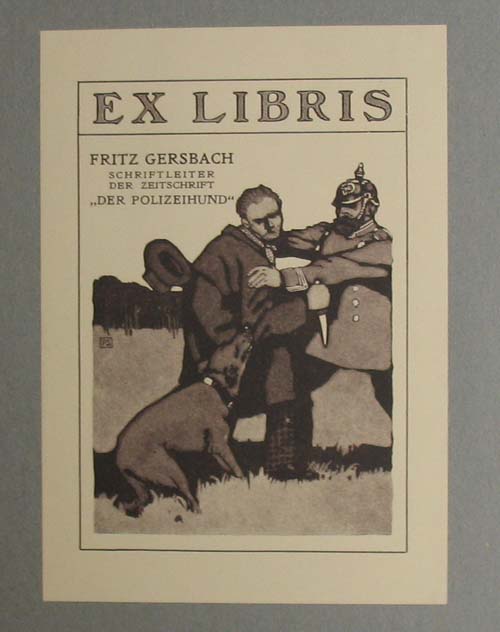 EX LIBRIS
FRITZ GERSBACH
SCHRIFTLEITER
DER ZEITSCHRIFT
„DER POLIZEIHUND“